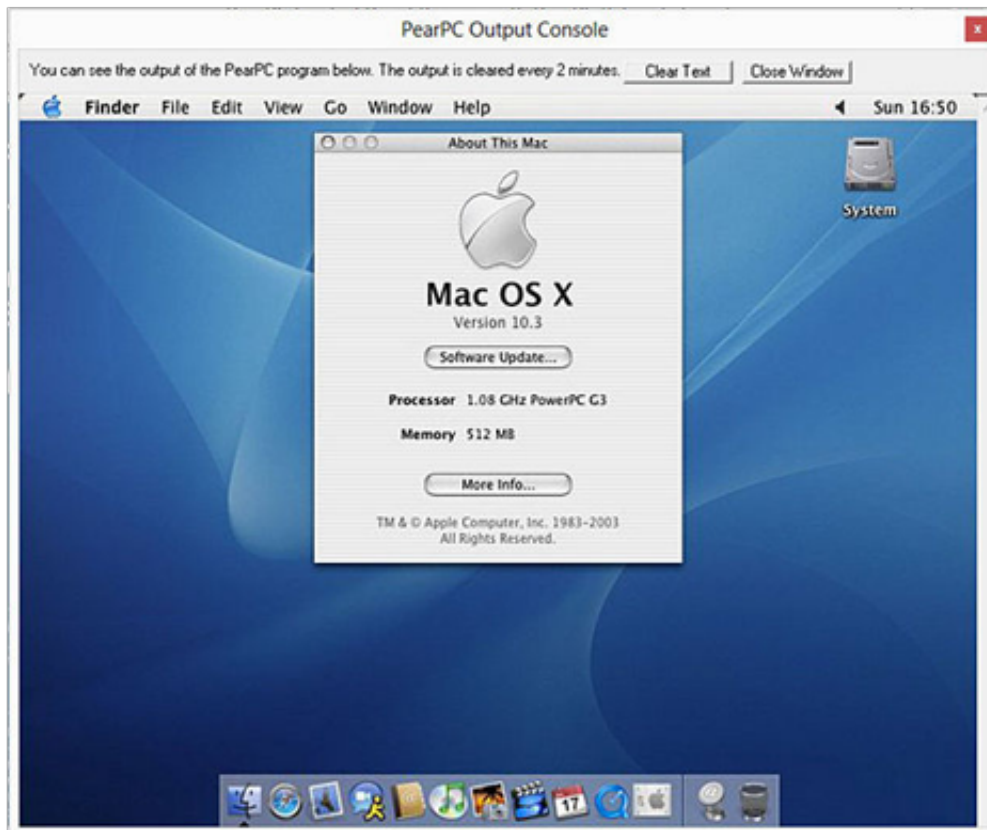 PearPC Output Console
x
You can see the output of the PearPC program below. The output is cleared every 2 minutes. Clear Text Close Window
Finder File Edit View Go Window Help Sun 16:50
About This Mac
System
Mac OS X
Version 10.3
Software Update...
Processor 1.08 GHz PowerPC G3
Memory 512 MB
More Info...
TM & © Apple Computer, Inc. 1983-2003
All Rights Reserved.
17
@